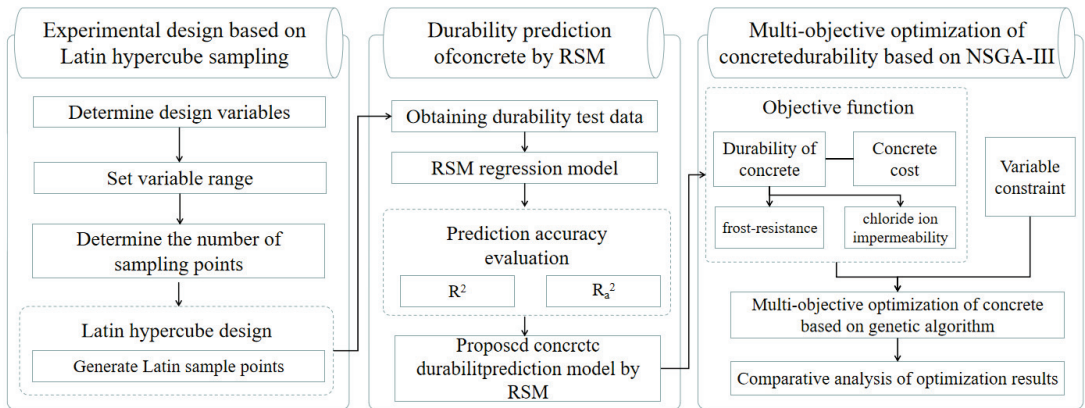 Experimental design based on
Latin hypercube sampling
Determine design variables
Set variable range
Determine the number of
sampling points
Latin hypercube design
Generate Latin sample points
Durability prediction
ofconcrete by RSM
Obtaining durability test data
RSM regression model
Prediction accuracy
evaluation
R²
Rₐ²
Proposed concrctc
durabilitprediction model by
RSM
Multi-objective optimization of
concretedurability based on NSGA-III
Objective function
Durability of
concrete
Concrete
cost
frost-resistance
chloride ion
impermeability
Variable
constraint
Multi-objective optimization of concrete
based on genetic algorithm
Comparative analysis of optimization results